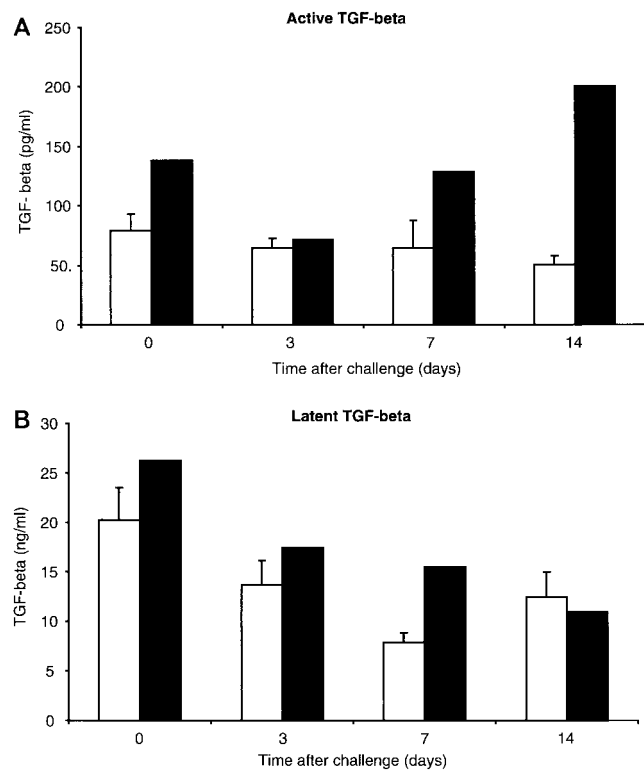 A
Active TGF-beta
TGF- beta (pg/ml)
250
200
150
100
50.
0
0 3 7 14
Time after challenge (days)
B
Latent TGF-beta
TGF-beta (ng/ml)
30
25
20
15
10
5
0
0 3 7 14
Time after challenge (days)